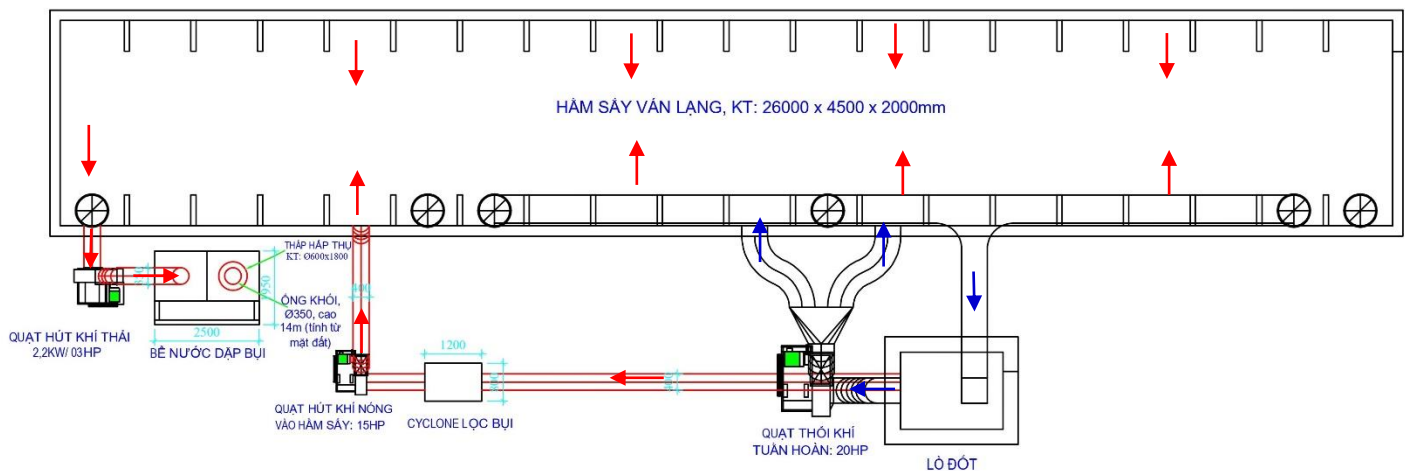 HẦM SẤY VÁN LẠNG, KT: 26000 x 4500 x 2000mm
THÁP HẤP THỤ
KT: Ø600x1800
ỐNG KHÓI,
Ø350, cao
14m (tính từ
mặt đất)
2500
QUẠT HÚT KHÍ THẢI
2,2KW/ 03HP
BỂ NƯỚC DẬP BỤI
400
1200
QUẠT HÚT KHÍ NÓNG
VÀO HẦM SẤY: 15HP
CYCLONE LỌC BỤI
QUẠT THỔI KHÍ
TUẦN HOÀN: 20HP
LÒ ĐỐT